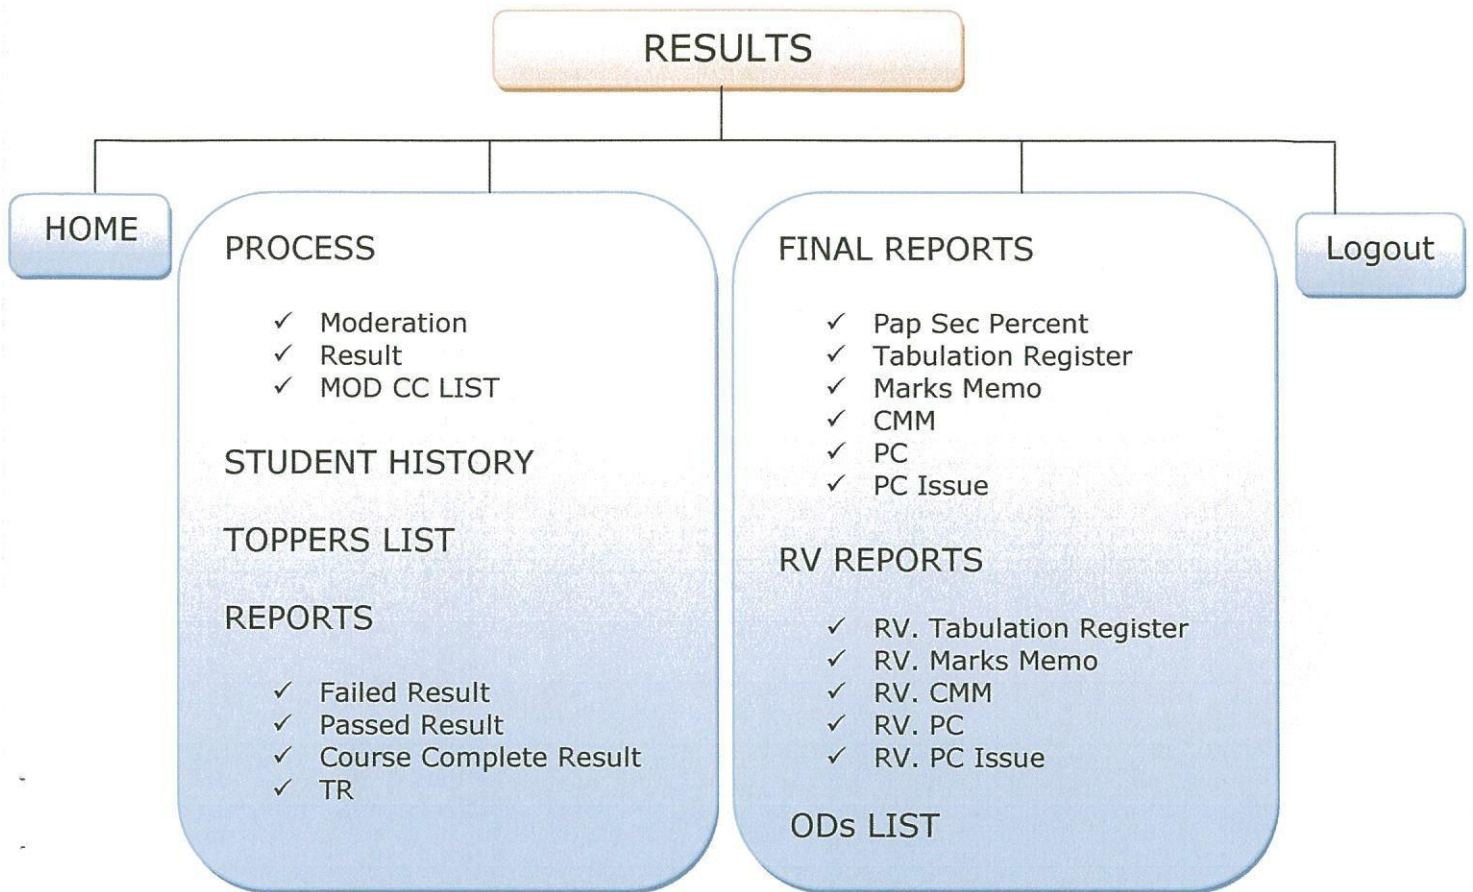 RESULTS
HOME
PROCESS
✓ Moderation
✓ Result
✓ MOD CC LIST
STUDENT HISTORY
TOPPERS LIST
REPORTS
✓ Failed Result
✓ Passed Result
✓ Course Complete Result
✓ TR
FINAL REPORTS
✓ Pap Sec Percent
✓ Tabulation Register
✓ Marks Memo
✓ CMM
✓ PC
✓ PC Issue
RV REPORTS
✓ RV. Tabulation Register
✓ RV. Marks Memo
✓ RV. CMM
✓ RV. PC
✓ RV. PC Issue
ODs LIST
Logout